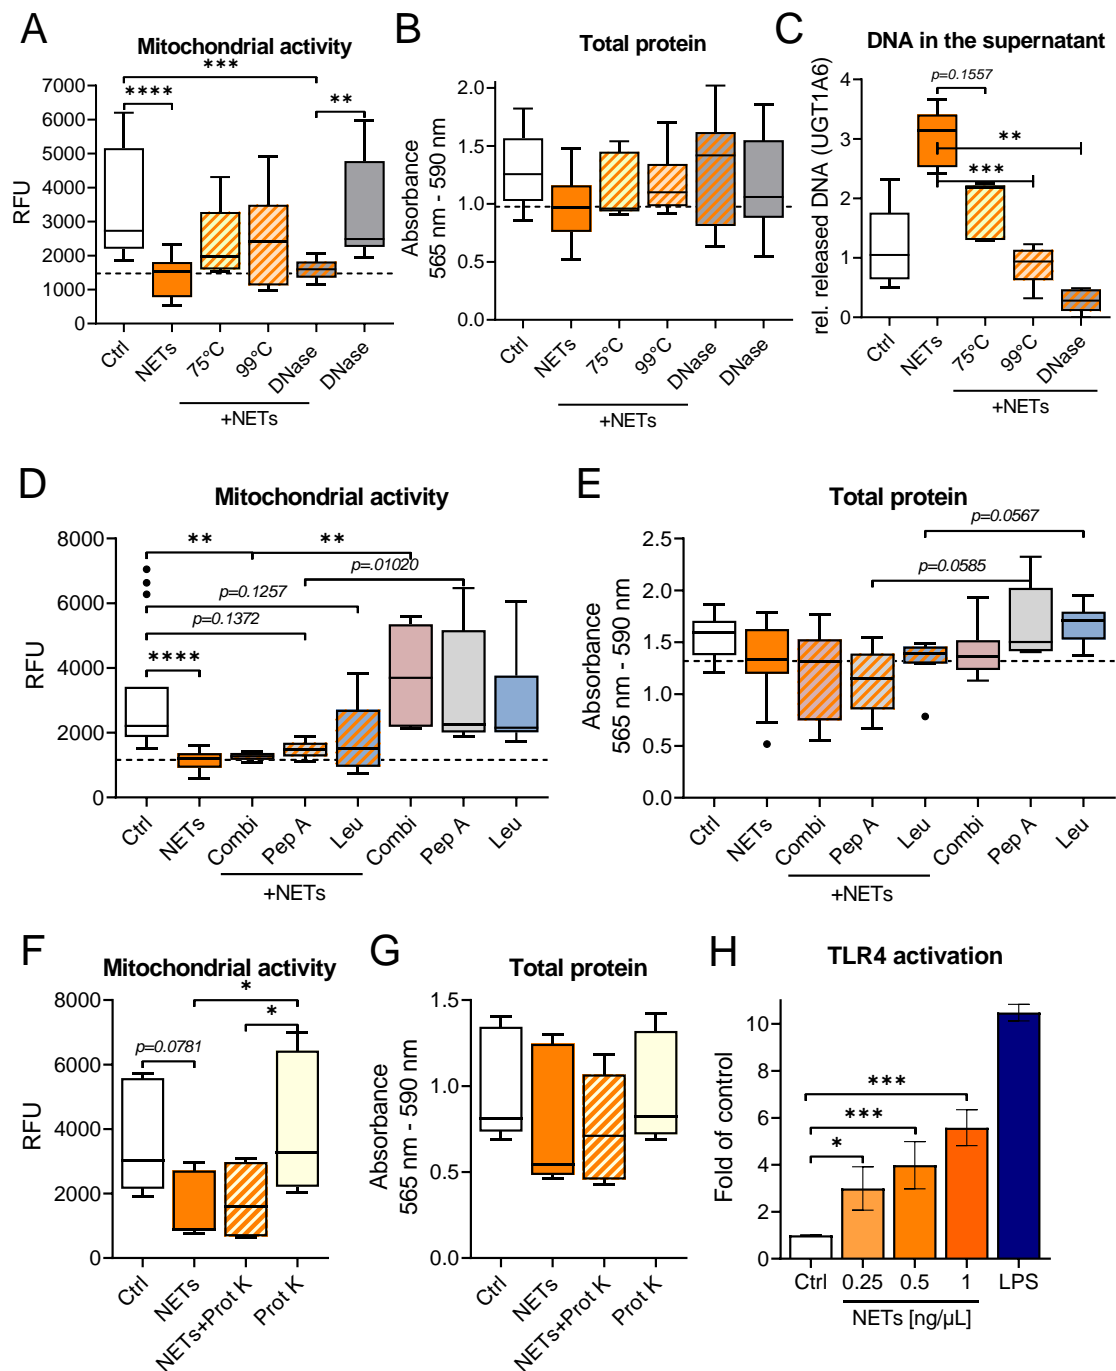 A
Mitochondrial activity
RFU
7000
6000
5000
4000
3000
2000
1000
0
***
****
**
Ctrl
NETs
75°C
99°C
DNase
DNase
+NETs
B
Total protein
Absorbance
565 nm - 590 nm
2.0
1.5
1.0
0.5
0.0
Ctrl
NETs
75°C
99°C
DNase
DNase
+NETs
C
DNA in the supernatant
rel. released DNA (UGT1A6)
4
3
2
1
0
p=0.1557
**
***
Ctrl
NETs
75°C
99°C
DNase
+NETs
D
Mitochondrial activity
RFU
8000
6000
4000
2000
0
**
**
p=.01020
p=0.1257
p=0.1372
****
Ctrl
NETs
Combi
Pep A
Leu
Combi
Pep A
Leu
+NETs
E
Total protein
Absorbance
565 nm - 590 nm
2.5
2.0
1.5
1.0
0.5
0.0
p=0.0567
p=0.0585
Ctrl
NETs
Combi
Pep A
Leu
Combi
Pep A
Leu
+NETs
F
Mitochondrial activity
RFU
8000
6000
4000
2000
0
*
*
p=0.0781
Ctrl
NETs
NETs+Prot K
Prot K
G
Total protein
Absorbance
565 nm - 590 nm
1.5
1.0
0.5
0.0
Ctrl
NETs
NETs+Prot K
Prot K
H
TLR4 activation
Fold of control
10
8
6
4
2
0
***
***
*
Ctrl
0.25
0.5
1
LPS
NETs [ng/µL]